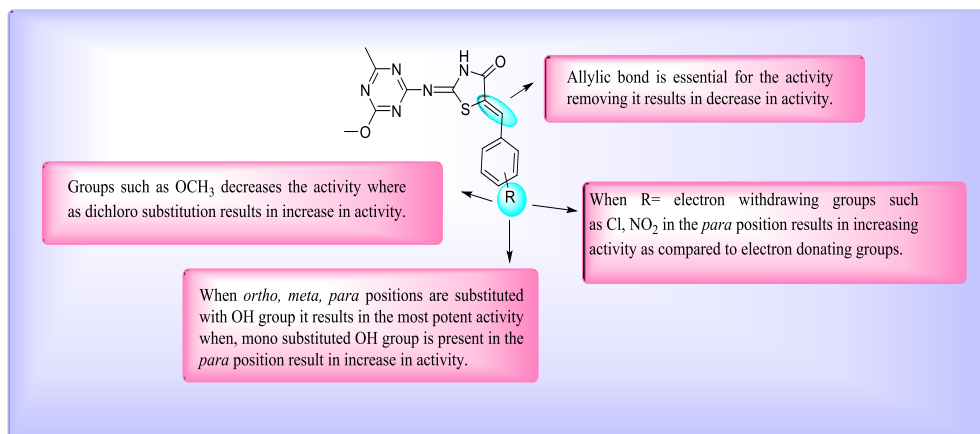 H
N
O
N
N
N
N
S
O
R
Allylic bond is essential for the activity
removing it results in decrease in activity.
Groups such as OCH₃ decreases the activity where
as dichloro substitution results in increase in activity.
When R= electron withdrawing groups such
as Cl, NO₂ in the para position results in increasing
activity as compared to electron donating groups.
When ortho, meta, para positions are substituted
with OH group it results in the most potent activity
when, mono substituted OH group is present in the
para position result in increase in activity.